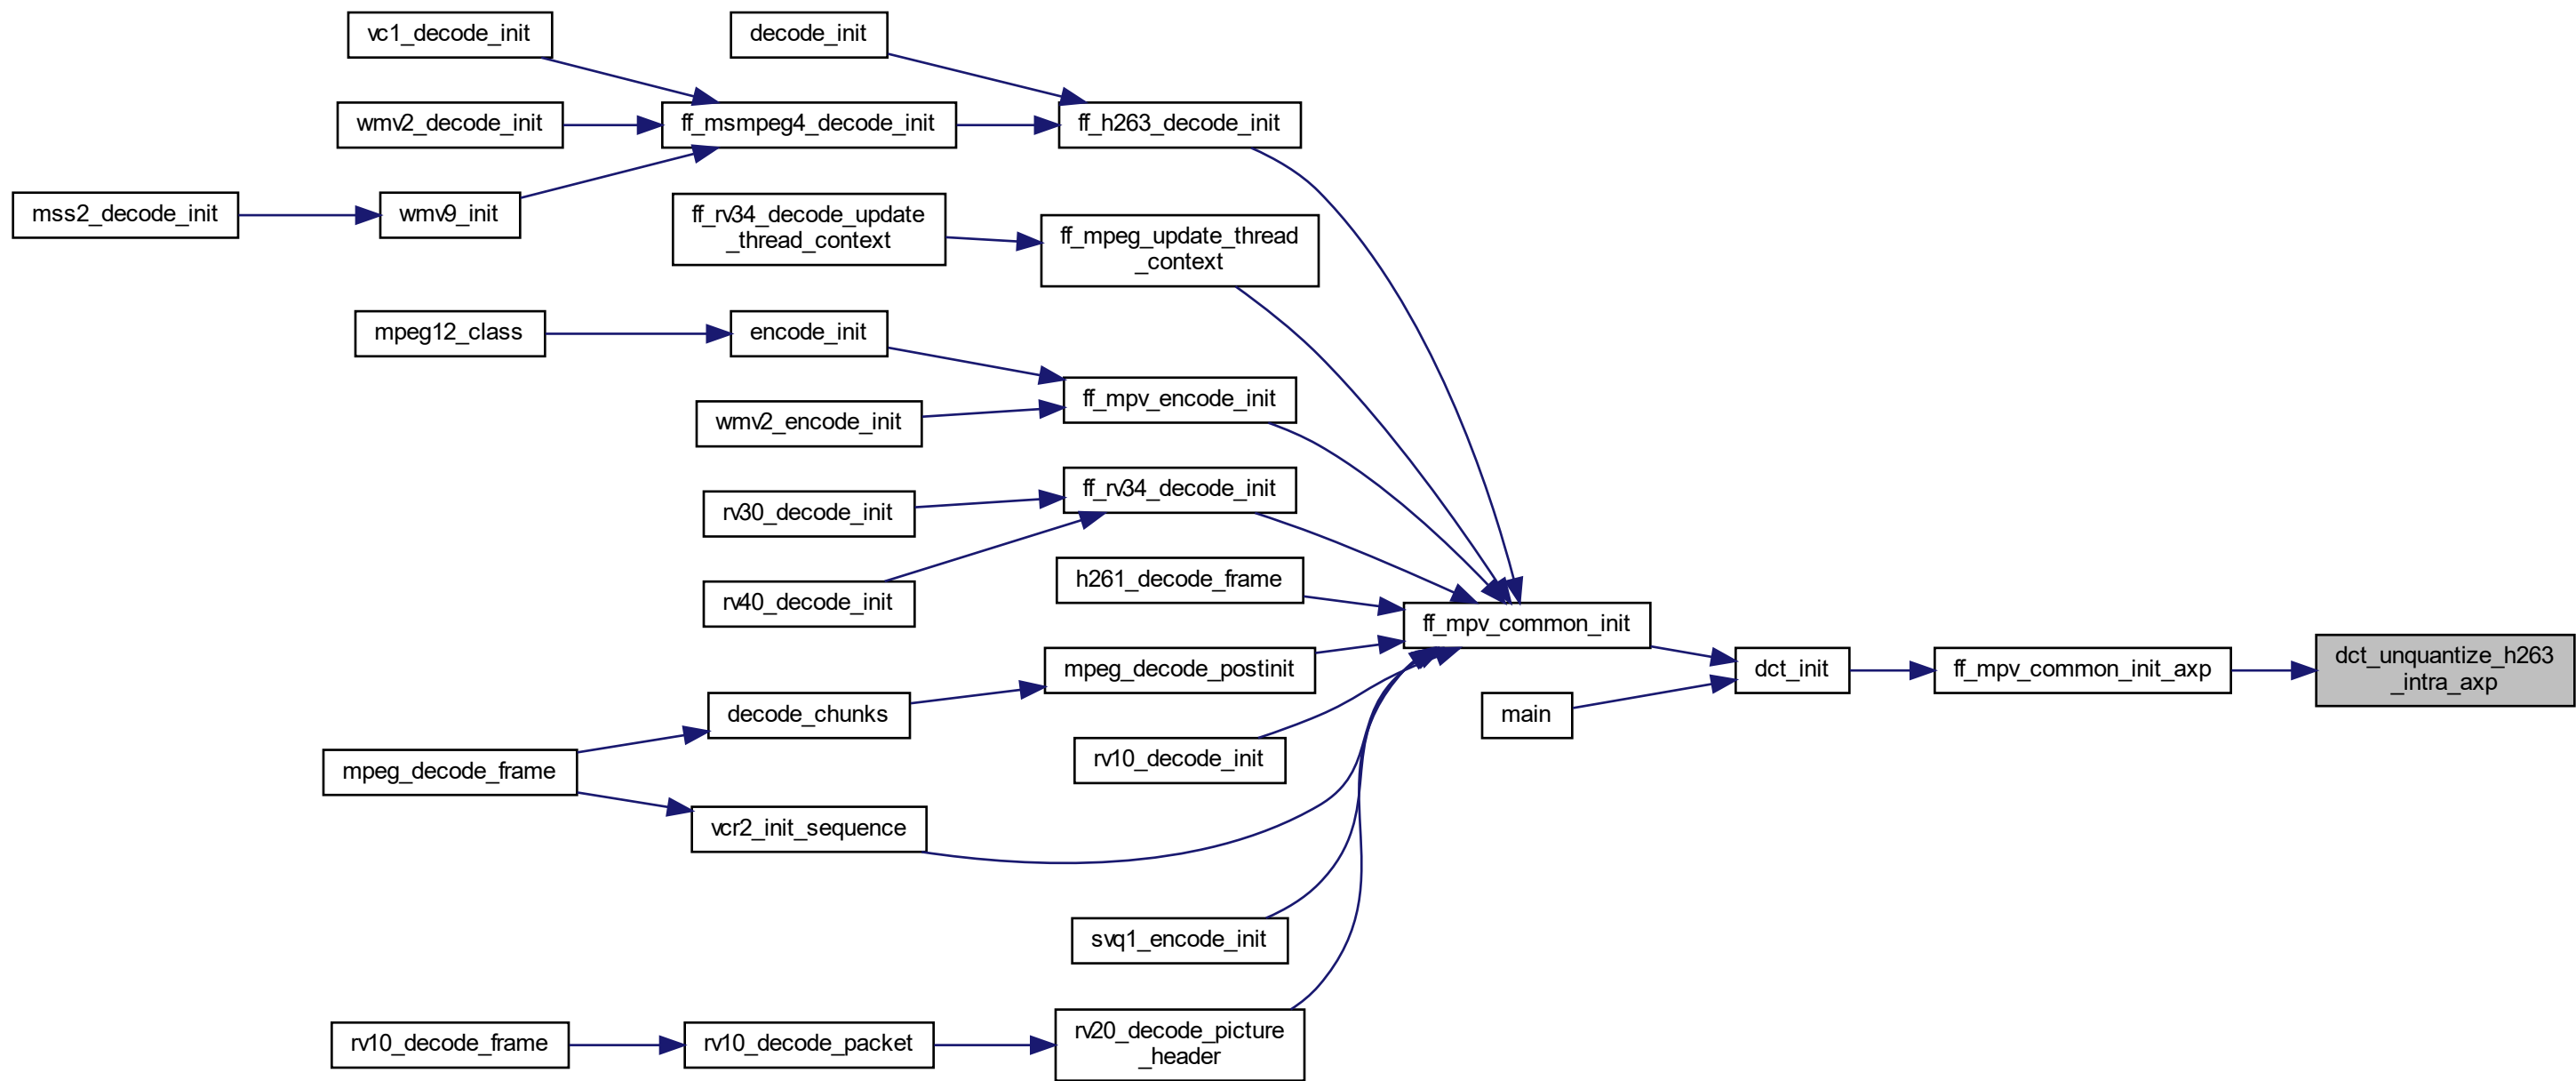 vc1_decode_init
decode_init
wmv2_decode_init
ff_msmpeg4_decode_init
ff_h263_decode_init
mss2_decode_init
wmv9_init
ff_rv34_decode_update
_thread_context
ff_mpeg_update_thread
_context
mpeg12_class
encode_init
ff_mpv_encode_init
wmv2_encode_init
ff_rv34_decode_init
rv30_decode_init
h261_decode_frame
rv40_decode_init
ff_mpv_common_init
mpeg_decode_postinit
dct_init
ff_mpv_common_init_axp
dct_unquantize_h263
_intra_axp
decode_chunks
main
rv10_decode_init
mpeg_decode_frame
vcr2_init_sequence
svq1_encode_init
rv10_decode_frame
rv10_decode_packet
rv20_decode_picture
_header